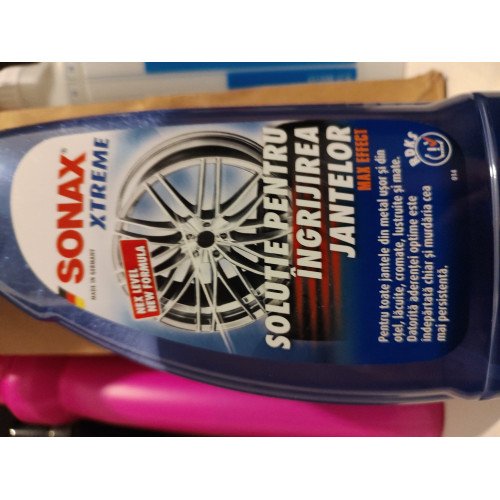 SONAX
XTREME
MADE IN GERMANY
NEX LEVEL
NEW FORMULA
SOLUȚIE PENTRU
ÎNGRIJIREA
JANTELOR
MAX EFFECT
Pentru toate jantele din metal ușor și din
oțel, lăcuite, cromate, lustruite și mate.
Datorită aderenței optime este
îndepărtată chiar și murdăria cea
mai persistentă.
014